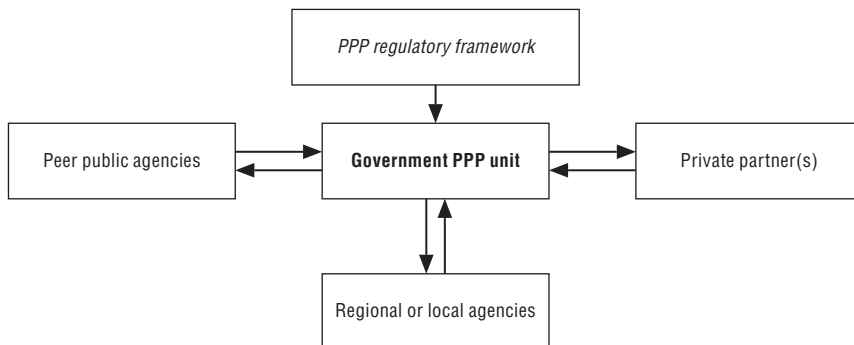 PPP regulatory framework
Peer public agencies
Government PPP unit
Private partner(s)
Regional or local agencies